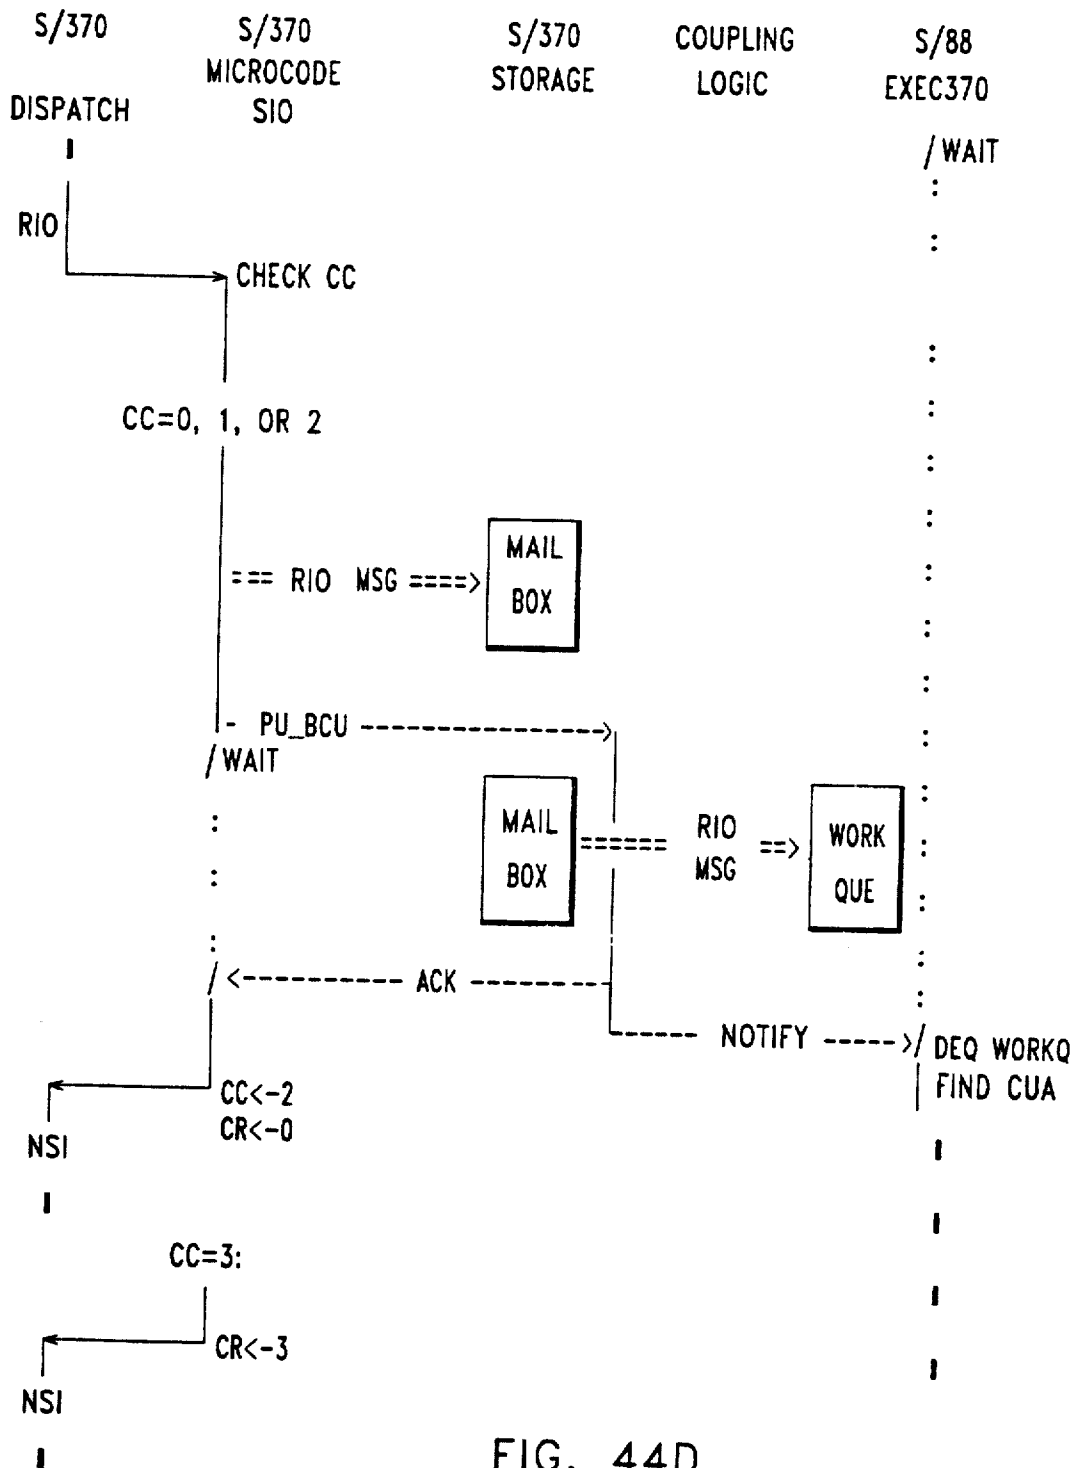 S/370
DISPATCH
S/370
MICROCODE
SIO
S/370
STORAGE
COUPLING
LOGIC
S/88
EXEC370
/WAIT
RIO
CHECK CC
CC=0, 1, OR 2
=== RIO MSG ====>
MAIL
BOX
- PU_BCU ----------------->
/WAIT
MAIL
BOX
====== RIO ==>
MSG
WORK
QUE
/ <--------- ACK ---------
------ NOTIFY ----->/
DEQ WORKQ
FIND CUA
CC<-2
CR<-0
NSI
CC=3:
CR<-3
NSI
FIG. 44D